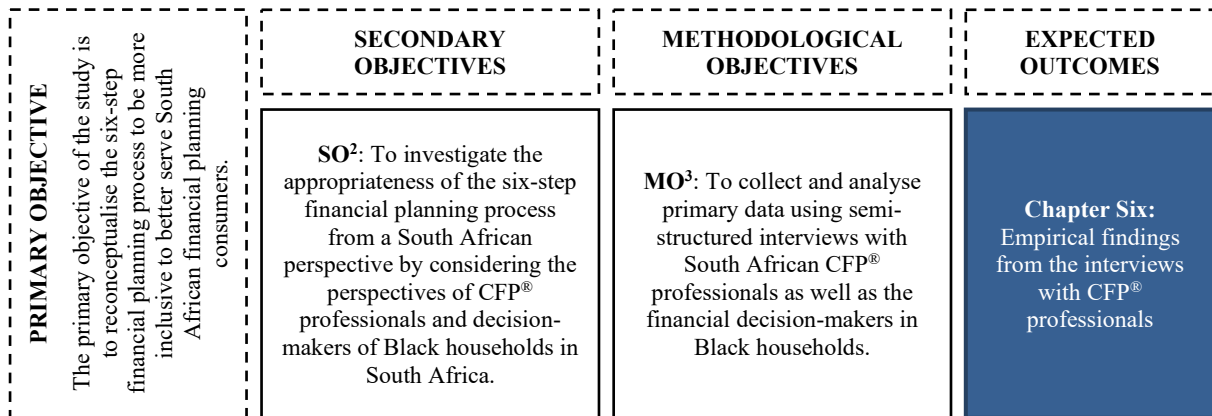 PRIMARY OBJECTIVE
The primary objective of the study is
to reconceptualise the six-step
financial planning process to be more
inclusive to better serve South
African financial planning
consumers.
SECONDARY
OBJECTIVES
METHODOLOGICAL
OBJECTIVES
EXPECTED
OUTCOMES
SO²: To investigate the
appropriateness of the six-step
financial planning process
from a South African
perspective by considering the
perspectives of CFP®
professionals and decision-
makers of Black households in
South Africa.
MO³: To collect and analyse
primary data using semi-
structured interviews with
South African CFP®
professionals as well as the
financial decision-makers in
Black households.
Chapter Six:
Empirical findings
from the interviews
with CFP®
professionals